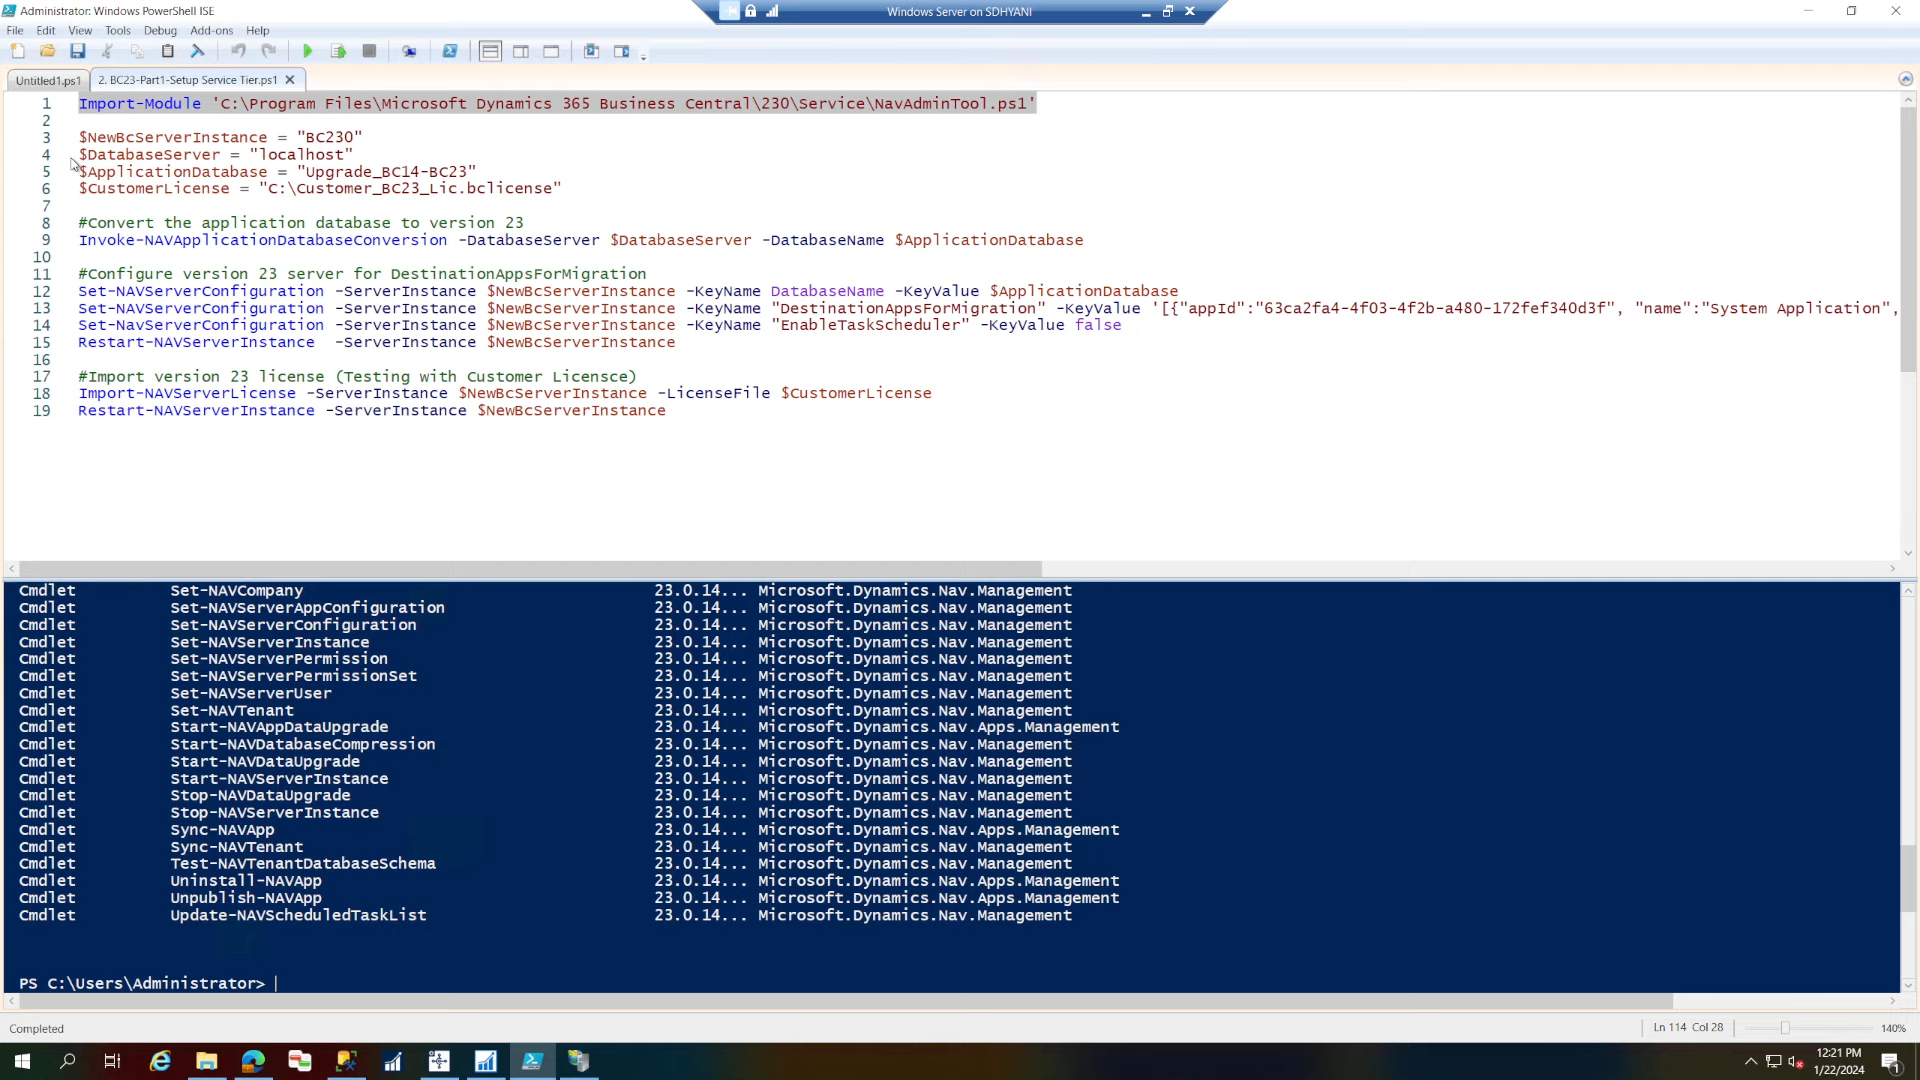 Administrator: Windows PowerShell ISE
Windows Server on SDHYANI
File Edit View Tools Debug Add-ons Help
Untitled1.ps1
2. BC23-Part1-Setup Service Tier.ps1
1 Import-Module 'C:\Program Files\Microsoft Dynamics 365 Business Central\230\Service\NavAdminTool.ps1'
2
3 $NewBcServerInstance = "BC230"
4 $DatabaseServer = "localhost"
5 $ApplicationDatabase = "Upgrade_BC14-BC23"
6 $CustomerLicense = "C:\Customer_BC23_Lic.bclicense"
7
8 #Convert the application database to version 23
9 Invoke-NAVApplicationDatabaseConversion -DatabaseServer $DatabaseServer -DatabaseName $ApplicationDatabase
10
11 #Configure version 23 server for DestinationAppsForMigration
12 Set-NAVServerConfiguration -ServerInstance $NewBcServerInstance -KeyName DatabaseName -KeyValue $ApplicationDatabase
13 Set-NAVServerConfiguration -ServerInstance $NewBcServerInstance -KeyName "DestinationAppsForMigration" -KeyValue '[{"appId":"63ca2fa4-4f03-4f2b-a480-172fef340d3f", "name":"System Application",
14 Set-NavServerConfiguration -ServerInstance $NewBcServerInstance -KeyName "EnableTaskScheduler" -KeyValue false
15 Restart-NAVServerInstance -ServerInstance $NewBcServerInstance
16
17 #Import version 23 license (Testing with Customer Licensce)
18 Import-NAVServerLicense -ServerInstance $NewBcServerInstance -LicenseFile $CustomerLicense
19 Restart-NAVServerInstance -ServerInstance $NewBcServerInstance
Cmdlet Set-NAVCompany 23.0.14... Microsoft.Dynamics.Nav.Management
Cmdlet Set-NAVServerAppConfiguration 23.0.14... Microsoft.Dynamics.Nav.Management
Cmdlet Set-NAVServerConfiguration 23.0.14... Microsoft.Dynamics.Nav.Management
Cmdlet Set-NAVServerInstance 23.0.14... Microsoft.Dynamics.Nav.Management
Cmdlet Set-NAVServerPermission 23.0.14... Microsoft.Dynamics.Nav.Management
Cmdlet Set-NAVServerPermissionSet 23.0.14... Microsoft.Dynamics.Nav.Management
Cmdlet Set-NAVServerUser 23.0.14... Microsoft.Dynamics.Nav.Management
Cmdlet Set-NAVTenant 23.0.14... Microsoft.Dynamics.Nav.Management
Cmdlet Start-NAVAppDataUpgrade 23.0.14... Microsoft.Dynamics.Nav.Apps.Management
Cmdlet Start-NAVDatabaseCompression 23.0.14... Microsoft.Dynamics.Nav.Management
Cmdlet Start-NAVDataUpgrade 23.0.14... Microsoft.Dynamics.Nav.Management
Cmdlet Start-NAVServerInstance 23.0.14... Microsoft.Dynamics.Nav.Management
Cmdlet Stop-NAVDataUpgrade 23.0.14... Microsoft.Dynamics.Nav.Management
Cmdlet Stop-NAVServerInstance 23.0.14... Microsoft.Dynamics.Nav.Management
Cmdlet Sync-NAVApp 23.0.14... Microsoft.Dynamics.Nav.Apps.Management
Cmdlet Sync-NAVTenant 23.0.14... Microsoft.Dynamics.Nav.Management
Cmdlet Test-NAVTenantDatabaseSchema 23.0.14... Microsoft.Dynamics.Nav.Management
Cmdlet Uninstall-NAVApp 23.0.14... Microsoft.Dynamics.Nav.Apps.Management
Cmdlet Unpublish-NAVApp 23.0.14... Microsoft.Dynamics.Nav.Apps.Management
Cmdlet Update-NAVScheduledTaskList 23.0.14... Microsoft.Dynamics.Nav.Management
PS C:\Users\Administrator>
Completed
Ln 114 Col 28
140%
12:21 PM
1/22/2024
1